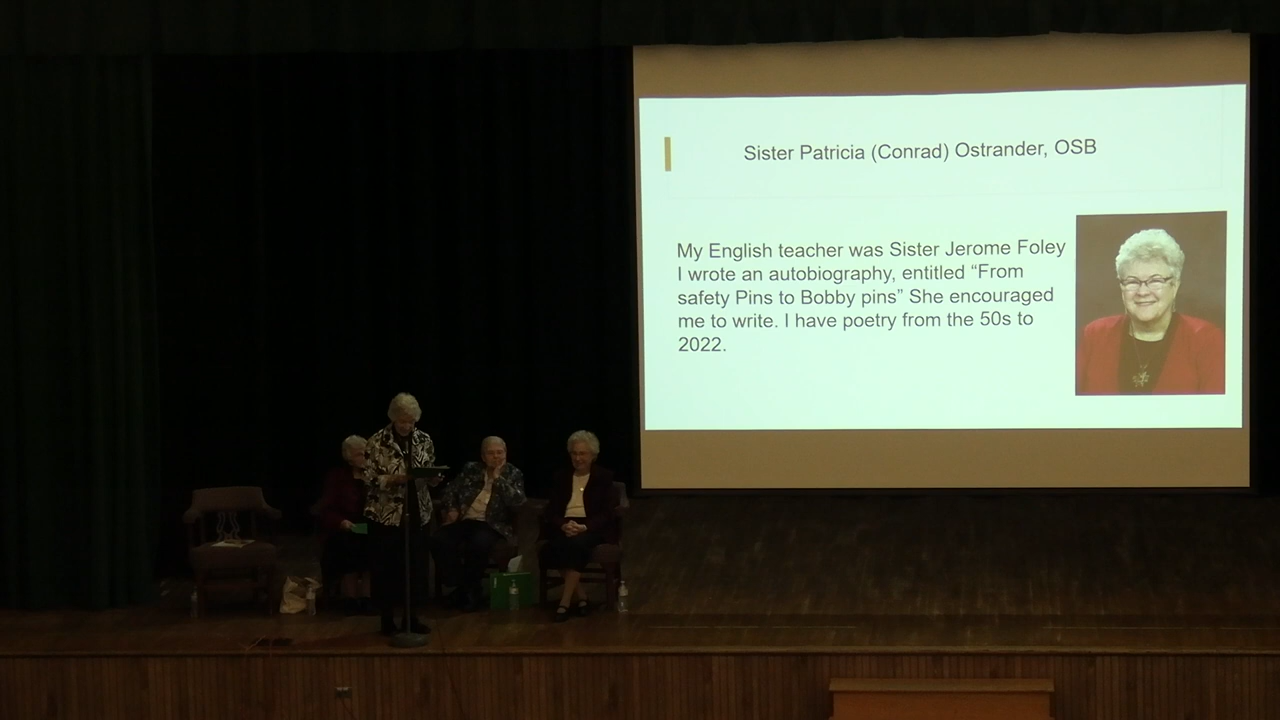 Sister Patricia (Conrad) Ostrander, OSB
My English teacher was Sister Jerome Foley
I wrote an autobiography, entitled “From
safety Pins to Bobby pins” She encouraged
me to write. I have poetry from the 50s to
2022.